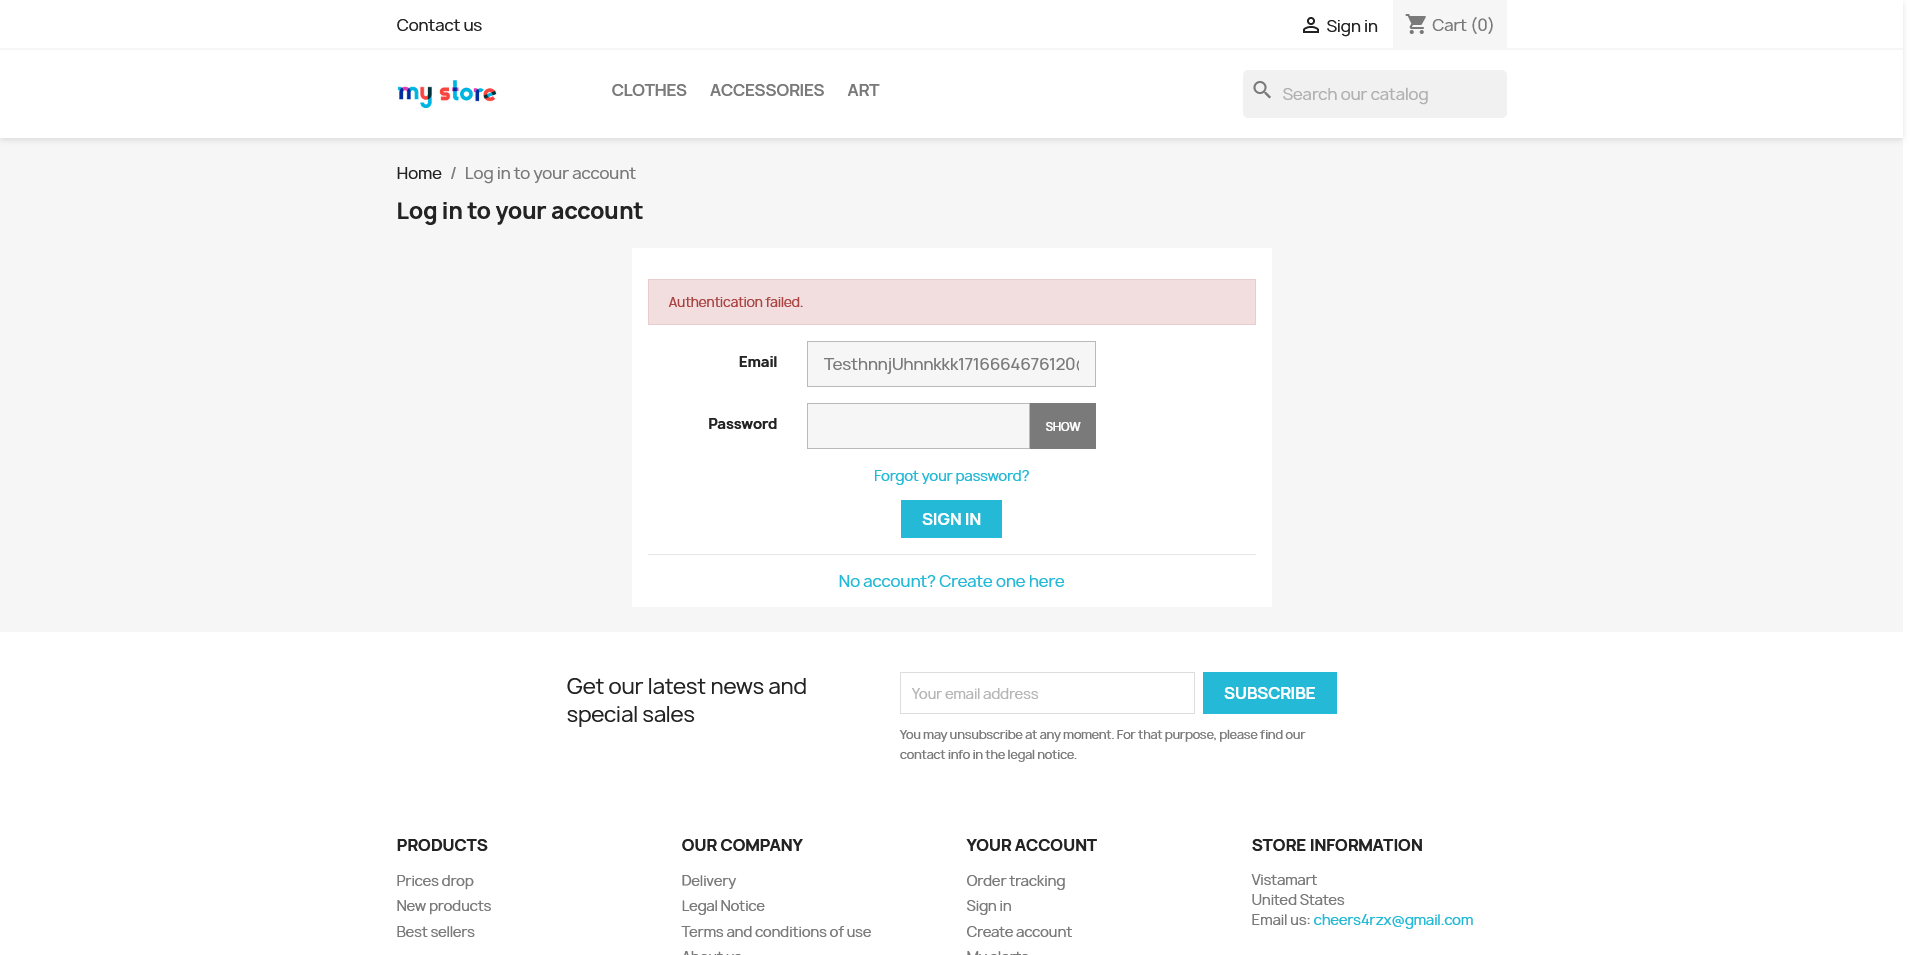 Contact us
Sign in
Cart (0)
my store
CLOTHES
ACCESSORIES
ART
Search our catalog
Home / Log in to your account
Log in to your account
Authentication failed.
Email
TesthnnjUhnnkkk1716664676120
Password
SHOW
Forgot your password?
SIGN IN
No account? Create one here
Get our latest news and
special sales
Your email address
SUBSCRIBE
You may unsubscribe at any moment. For that purpose, please find our
contact info in the legal notice.
PRODUCTS
Prices drop
New products
Best sellers
OUR COMPANY
Delivery
Legal Notice
Terms and conditions of use
YOUR ACCOUNT
Order tracking
Sign in
Create account
STORE INFORMATION
Vistamart
United States
Email us: cheers4rzx@gmail.com